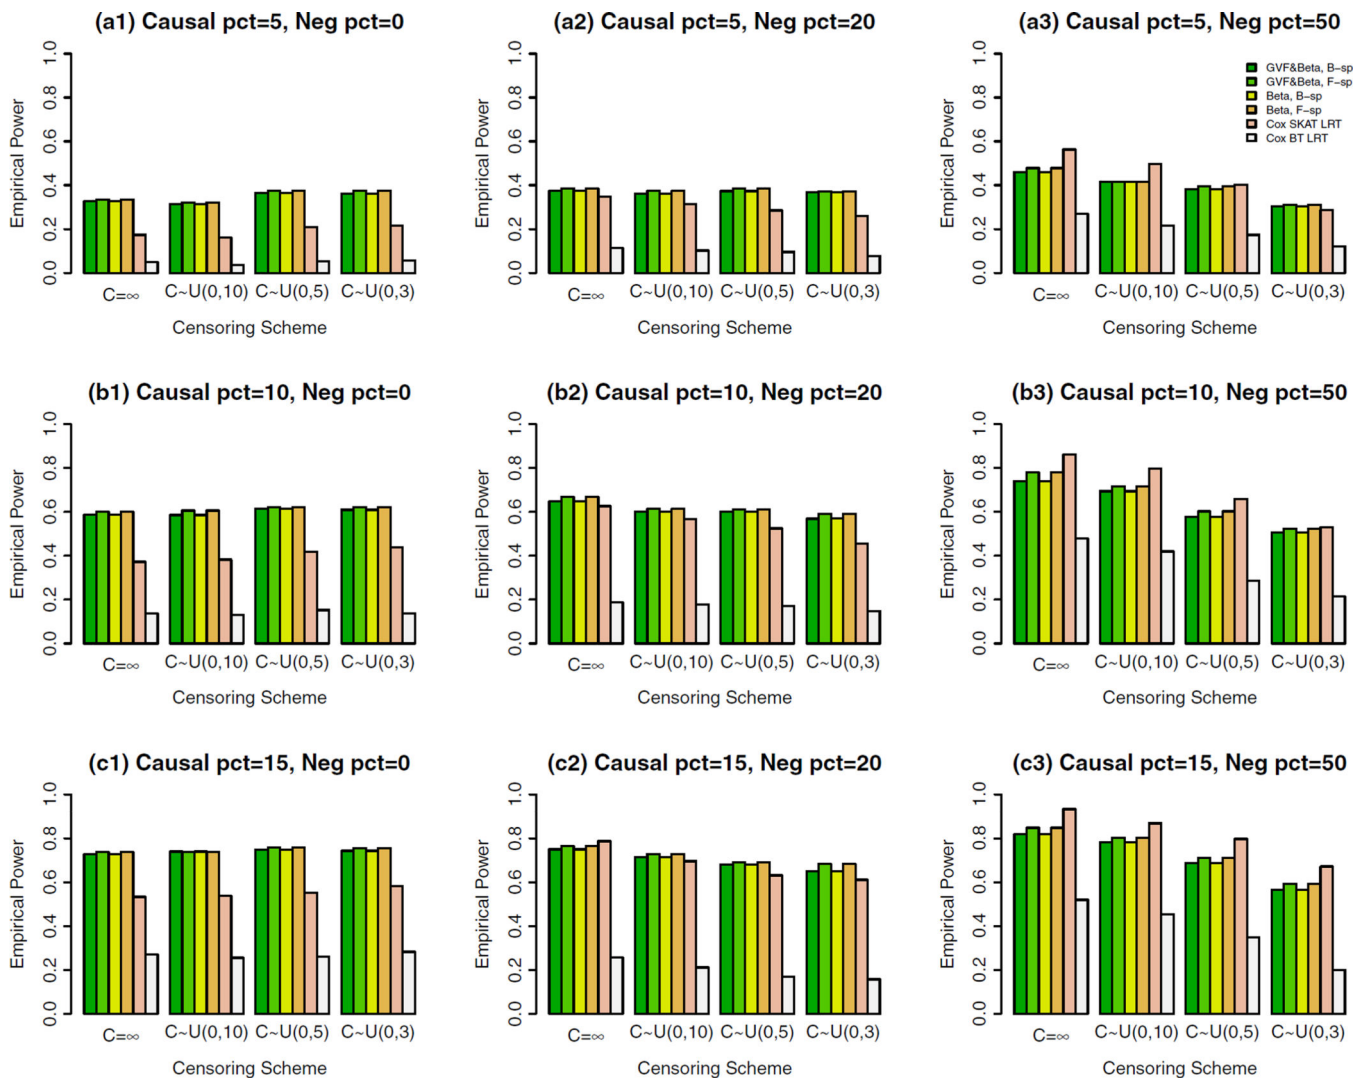 (a1) Causal pct=5, Neg pct=0
Empirical Power
0.0 0.2 0.4 0.6 0.8 1.0
C=∞ C~U(0,10) C~U(0,5) C~U(0,3)
Censoring Scheme
(a2) Causal pct=5, Neg pct=20
Empirical Power
0.0 0.2 0.4 0.6 0.8 1.0
C=∞ C~U(0,10) C~U(0,5) C~U(0,3)
Censoring Scheme
(a3) Causal pct=5, Neg pct=50
Empirical Power
0.0 0.2 0.4 0.6 0.8 1.0
GVF&Beta, B-sp
GVF&Beta, F-sp
Beta, B-sp
Beta, F-sp
Cox SKAT LRT
Cox BT LRT
C=∞ C~U(0,10) C~U(0,5) C~U(0,3)
Censoring Scheme
(b1) Causal pct=10, Neg pct=0
Empirical Power
0.0 0.2 0.4 0.6 0.8 1.0
C=∞ C~U(0,10) C~U(0,5) C~U(0,3)
Censoring Scheme
(b2) Causal pct=10, Neg pct=20
Empirical Power
0.0 0.2 0.4 0.6 0.8 1.0
C=∞ C~U(0,10) C~U(0,5) C~U(0,3)
Censoring Scheme
(b3) Causal pct=10, Neg pct=50
Empirical Power
0.0 0.2 0.4 0.6 0.8 1.0
C=∞ C~U(0,10) C~U(0,5) C~U(0,3)
Censoring Scheme
(c1) Causal pct=15, Neg pct=0
Empirical Power
0.0 0.2 0.4 0.6 0.8 1.0
C=∞ C~U(0,10) C~U(0,5) C~U(0,3)
Censoring Scheme
(c2) Causal pct=15, Neg pct=20
Empirical Power
0.0 0.2 0.4 0.6 0.8 1.0
C=∞ C~U(0,10) C~U(0,5) C~U(0,3)
Censoring Scheme
(c3) Causal pct=15, Neg pct=50
Empirical Power
0.0 0.2 0.4 0.6 0.8 1.0
C=∞ C~U(0,10) C~U(0,5) C~U(0,3)
Censoring Scheme